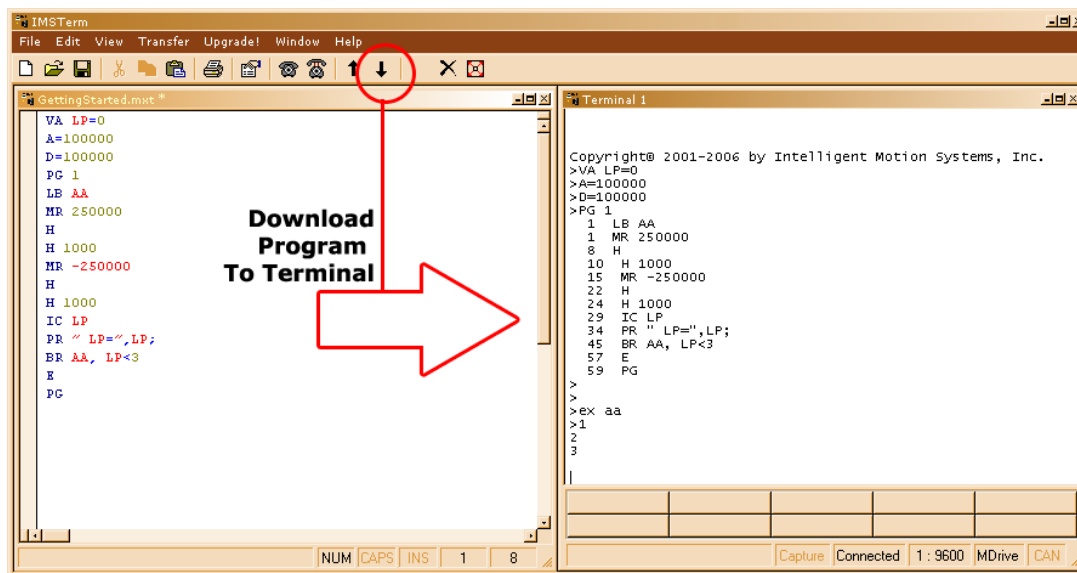 IMSTerm
File Edit View Transfer Upgrade! Window Help
GettingStarted.mxt *
VA LP=0
A=100000
D=100000
PG 1
LB AA
MR 250000
H
H 1000
MR -250000
H
H 1000
IC LP
PR " LP=",LP;
BR AA, LP<3
E
PG
Download
Program
To Terminal
NUM CAPS INS 1 8
Terminal 1
Copyright® 2001-2006 by Intelligent Motion Systems, Inc.
>VA LP=0
>A=100000
>D=100000
>PG 1
1 LB AA
1 MR 250000
8 H
10 H 1000
15 MR -250000
22 H
24 H 1000
29 IC LP
34 PR " LP=",LP;
45 BR AA, LP<3
57 E
59 PG
>
>
>ex aa
>1
2
3
Capture Connected 1 : 9600 MDrive CAN